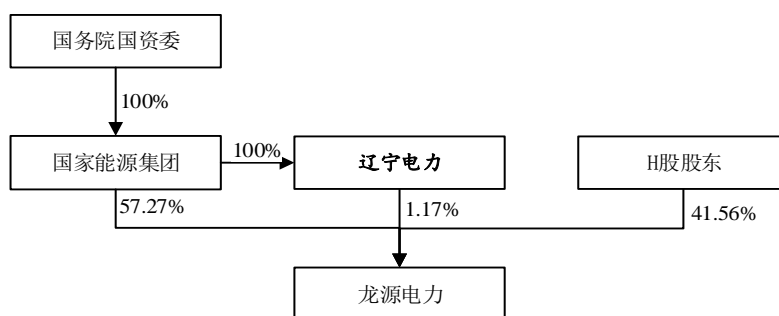 国务院国资委
100%
国家能源集团
100%
辽宁电力
H股股东
57.27%
1.17%
41.56%
龙源电力